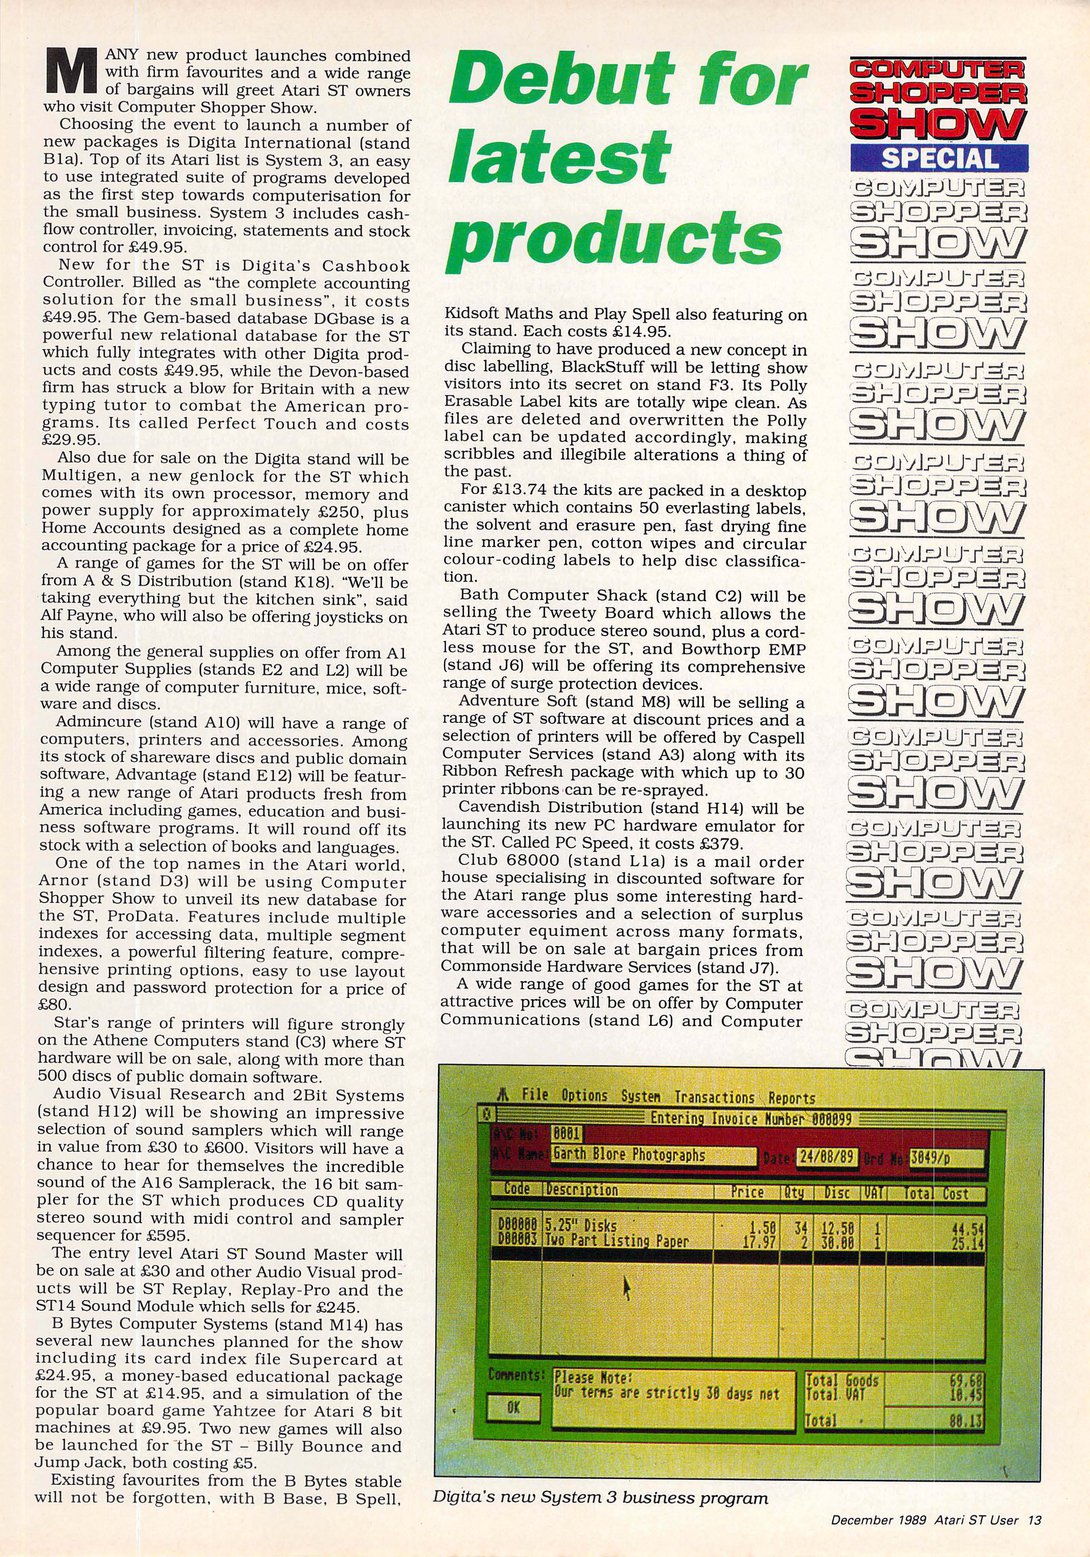 MANY new product launches combined
with firm favourites and a wide range
of bargains will greet Atari ST owners
who visit Computer Shopper Show.
Choosing the event to launch a number of
new packages is Digita International (stand
B1a). Top of its Atari list is System 3, an easy
to use integrated suite of programs developed
as the first step towards computerisation for
the small business. System 3 includes cash-
flow controller, invoicing, statements and stock
control for £49.95.
New for the ST is Digita's Cashbook
Controller. Billed as “the complete accounting
solution for the small business”, it costs
£49.95. The Gem-based database DGbase is a
powerful new relational database for the ST
which fully integrates with other Digita prod-
ucts and costs £49.95, while the Devon-based
firm has struck a blow for Britain with a new
typing tutor to combat the American pro-
grams. Its called Perfect Touch and costs
£29.95.
Also due for sale on the Digita stand will be
Multigen, a new genlock for the ST which
comes with its own processor, memory and
power supply for approximately £250, plus
Home Accounts designed as a complete home
accounting package for a price of £24.95.
A range of games for the ST will be on offer
from A & S Distribution (stand K18). “We'll be
taking everything but the kitchen sink”, said
Alf Payne, who will also be offering joysticks on
his stand.
Among the general supplies on offer from A1
Computer Supplies (stands E2 and L2) will be
a wide range of computer furniture, mice, soft-
ware and discs.
Admincure (stand A10) will have a range of
computers, printers and accessories. Among
its stock of shareware discs and public domain
software, Advantage (stand E12) will be featur-
ing a new range of Atari products fresh from
America including games, education and busi-
ness software programs. It will round off its
stock with a selection of books and languages.
One of the top names in the Atari world,
Arnor (stand D3) will be using Computer
Shopper Show to unveil its new database for
the ST, ProData. Features include multiple
indexes for accessing data, multiple segment
indexes, a powerful filtering feature, compre-
hensive printing options, easy to use layout
design and password protection for a price of
£80.
Star's range of printers will figure strongly
on the Athene Computers stand (C3) where ST
hardware will be on sale, along with more than
500 discs of public domain software.
Audio Visual Research and 2Bit Systems
(stand H12) will be showing an impressive
selection of sound samplers which will range
in value from £30 to £600. Visitors will have a
chance to hear for themselves the incredible
sound of the A16 Samplerack, the 16 bit sam-
pler for the ST which produces CD quality
stereo sound with midi control and sampler
sequencer for £595.
The entry level Atari ST Sound Master will
be on sale at £30 and other Audio Visual prod-
ucts will be ST Replay, Replay-Pro and the
ST14 Sound Module which sells for £245.
B Bytes Computer Systems (stand M14) has
several new launches planned for the show
including its card index file Supercard at
£24.95, a money-based educational package
for the ST at £14.95, and a simulation of the
popular board game Yahtzee for Atari 8 bit
machines at £9.95. Two new games will also
be launched for the ST – Billy Bounce and
Jump Jack, both costing £5.
Existing favourites from the B Bytes stable
will not be forgotten, with B Base, B Spell,
Debut for
latest
products
Kidsoft Maths and Play Spell also featuring on
its stand. Each costs £14.95.
Claiming to have produced a new concept in
disc labelling, BlackStuff will be letting show
visitors into its secret on stand F3. Its Polly
Erasable Label kits are totally wipe clean. As
files are deleted and overwritten the Polly
label can be updated accordingly, making
scribbles and illegibile alterations a thing of
the past.
For £13.74 the kits are packed in a desktop
canister which contains 50 everlasting labels,
the solvent and erasure pen, fast drying fine
line marker pen, cotton wipes and circular
colour-coding labels to help disc classifica-
tion.
Bath Computer Shack (stand C2) will be
selling the Tweety Board which allows the
Atari ST to produce stereo sound, plus a cord-
less mouse for the ST, and Bowthorp EMP
(stand J6) will be offering its comprehensive
range of surge protection devices.
Adventure Soft (stand M8) will be selling a
range of ST software at discount prices and a
selection of printers will be offered by Caspell
Computer Services (stand A3) along with its
Ribbon Refresh package with which up to 30
printer ribbons can be re-sprayed.
Cavendish Distribution (stand H14) will be
launching its new PC hardware emulator for
the ST. Called PC Speed, it costs £379.
Club 68000 (stand L1a) is a mail order
house specialising in discounted software for
the Atari range plus some interesting hard-
ware accessories and a selection of surplus
computer equiment across many formats,
that will be on sale at bargain prices from
Commonside Hardware Services (stand J7).
A wide range of good games for the ST at
attractive prices will be on offer by Computer
Communications (stand L6) and Computer
COMPUTER
SHOPPER
SHOW
SPECIAL
COMPUTER
SHOPPER
SHOW
COMPUTER
SHOPPER
SHOW
COMPUTER
SHOPPER
SHOW
COMPUTER
SHOPPER
SHOW
COMPUTER
SHOPPER
SHOW
COMPUTER
SHOPPER
SHOW
COMPUTER
SHOPPER
SHOW
COMPUTER
SHOPPER
SHOW
COMPUTER
SHOPPER
SHOW
COMPUTER
SHOPPER
SHOW
File Options System Transactions Reports
Entering Invoice Number 000099
A\C No: 0001
A\C Name: Garth Blore Photographs Date: 24/08/89 Ord No: 3049/p
Code Description Price Qty Disc VAT Total Cost
D00000 5.25" Disks 1.50 34 12.50 1 44.54
D00003 Two Part Listing Paper 17.97 2 30.00 1 25.14
Comments: Please Note:
Our terms are strictly 30 days net
OK
Total Goods 69.68
Total VAT 10.45
Total 80.13
Digita's new System 3 business program
December 1989 Atari ST User 13